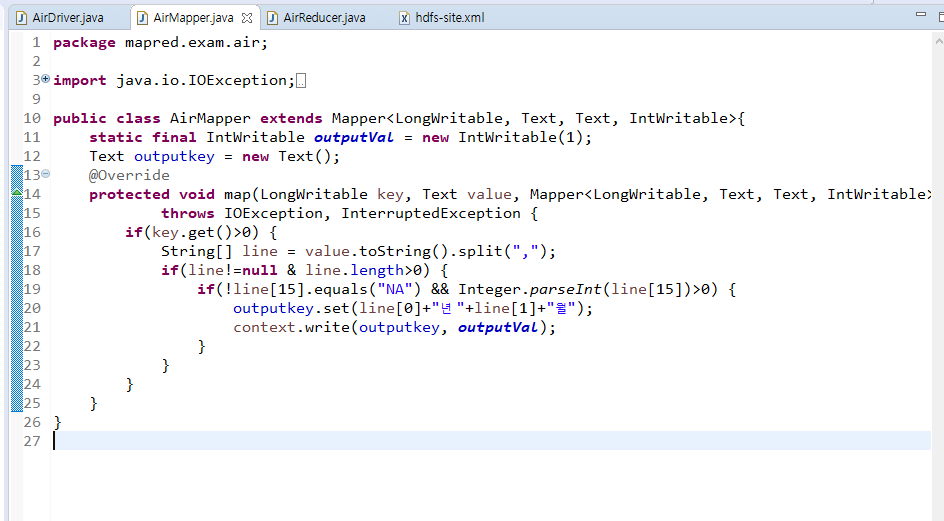 AirDriver.java AirMapper.java AirReducer.java hdfs-site.xml
1 package mapred.exam.air;
2
3 import java.io.IOException;
9
10 public class AirMapper extends Mapper<LongWritable, Text, Text, IntWritable>{
11 static final IntWritable outputVal = new IntWritable(1);
12 Text outputkey = new Text();
13 @Override
14 protected void map(LongWritable key, Text value, Mapper<LongWritable, Text, Text, IntWritable>
15 throws IOException, InterruptedException {
16 if(key.get()>0) {
17 String[] line = value.toString().split(",");
18 if(line!=null & line.length>0) {
19 if(!line[15].equals("NA") && Integer.parseInt(line[15])>0) {
20 outputkey.set(line[0]+"년 "+line[1]+"월");
21 context.write(outputkey, outputVal);
22 }
23 }
24 }
25 }
26 }
27